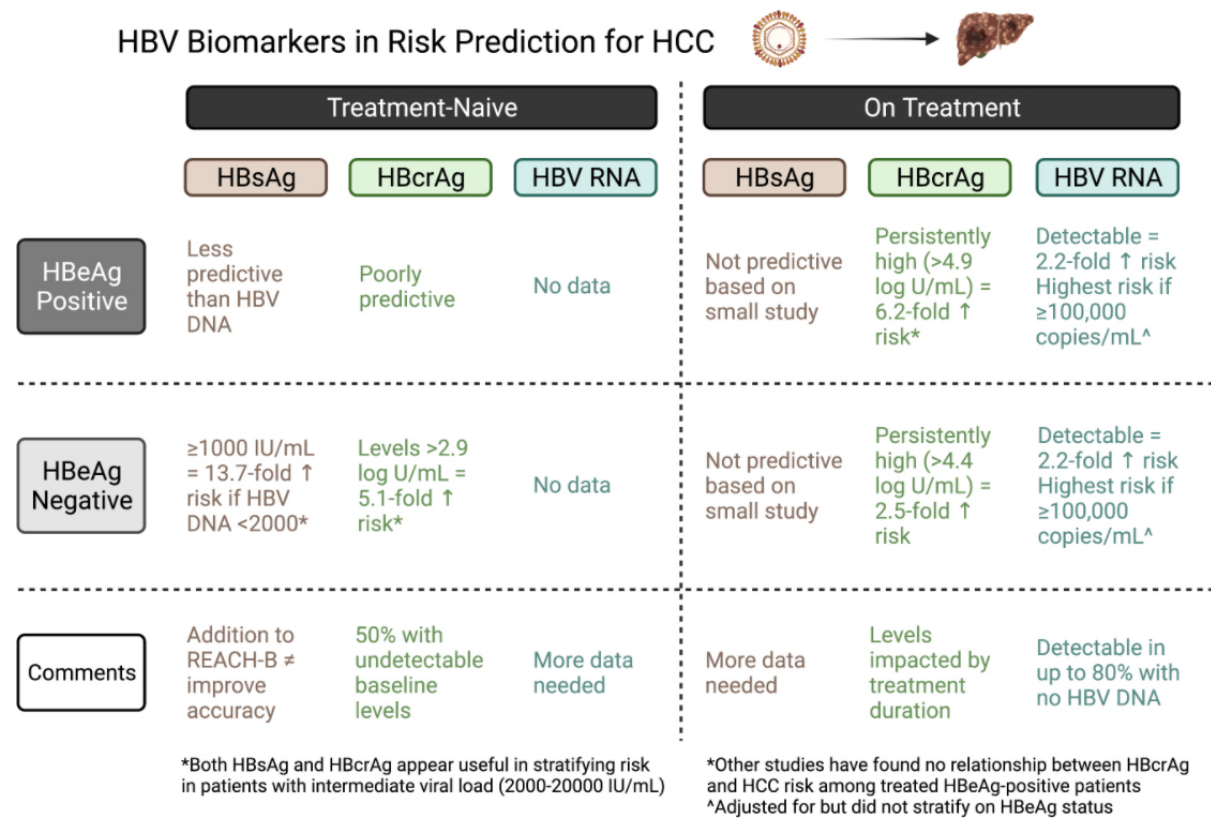 HBV Biomarkers in Risk Prediction for HCC
Treatment-Naive
On Treatment
HBsAg
HBcrAg
HBV RNA
HBsAg
HBcrAg
HBV RNA
HBeAg
Positive
Less
predictive
than HBV
DNA
Poorly
predictive
No data
Not predictive
based on
small study
Persistently
high (>4.9
log U/mL) =
6.2-fold ↑
risk*
Detectable =
2.2-fold ↑ risk
Highest risk if
≥100,000
copies/mL^
HBeAg
Negative
≥1000 IU/mL
= 13.7-fold ↑
risk if HBV
DNA <2000*
Levels >2.9
log U/mL =
5.1-fold ↑
risk*
No data
Not predictive
based on
small study
Persistently
high (>4.4
log U/mL) =
2.5-fold ↑
risk
Detectable =
2.2-fold ↑ risk
Highest risk if
≥100,000
copies/mL^
Comments
Addition to
REACH-B ≠
improve
accuracy
50% with
undetectable
baseline
levels
More data
needed
More data
needed
Levels
impacted by
treatment
duration
Detectable in
up to 80% with
no HBV DNA
*Both HBsAg and HBcrAg appear useful in stratifying risk
in patients with intermediate viral load (2000-20000 IU/mL)
*Other studies have found no relationship between HBcrAg
and HCC risk among treated HBeAg-positive patients
^Adjusted for but did not stratify on HBeAg status